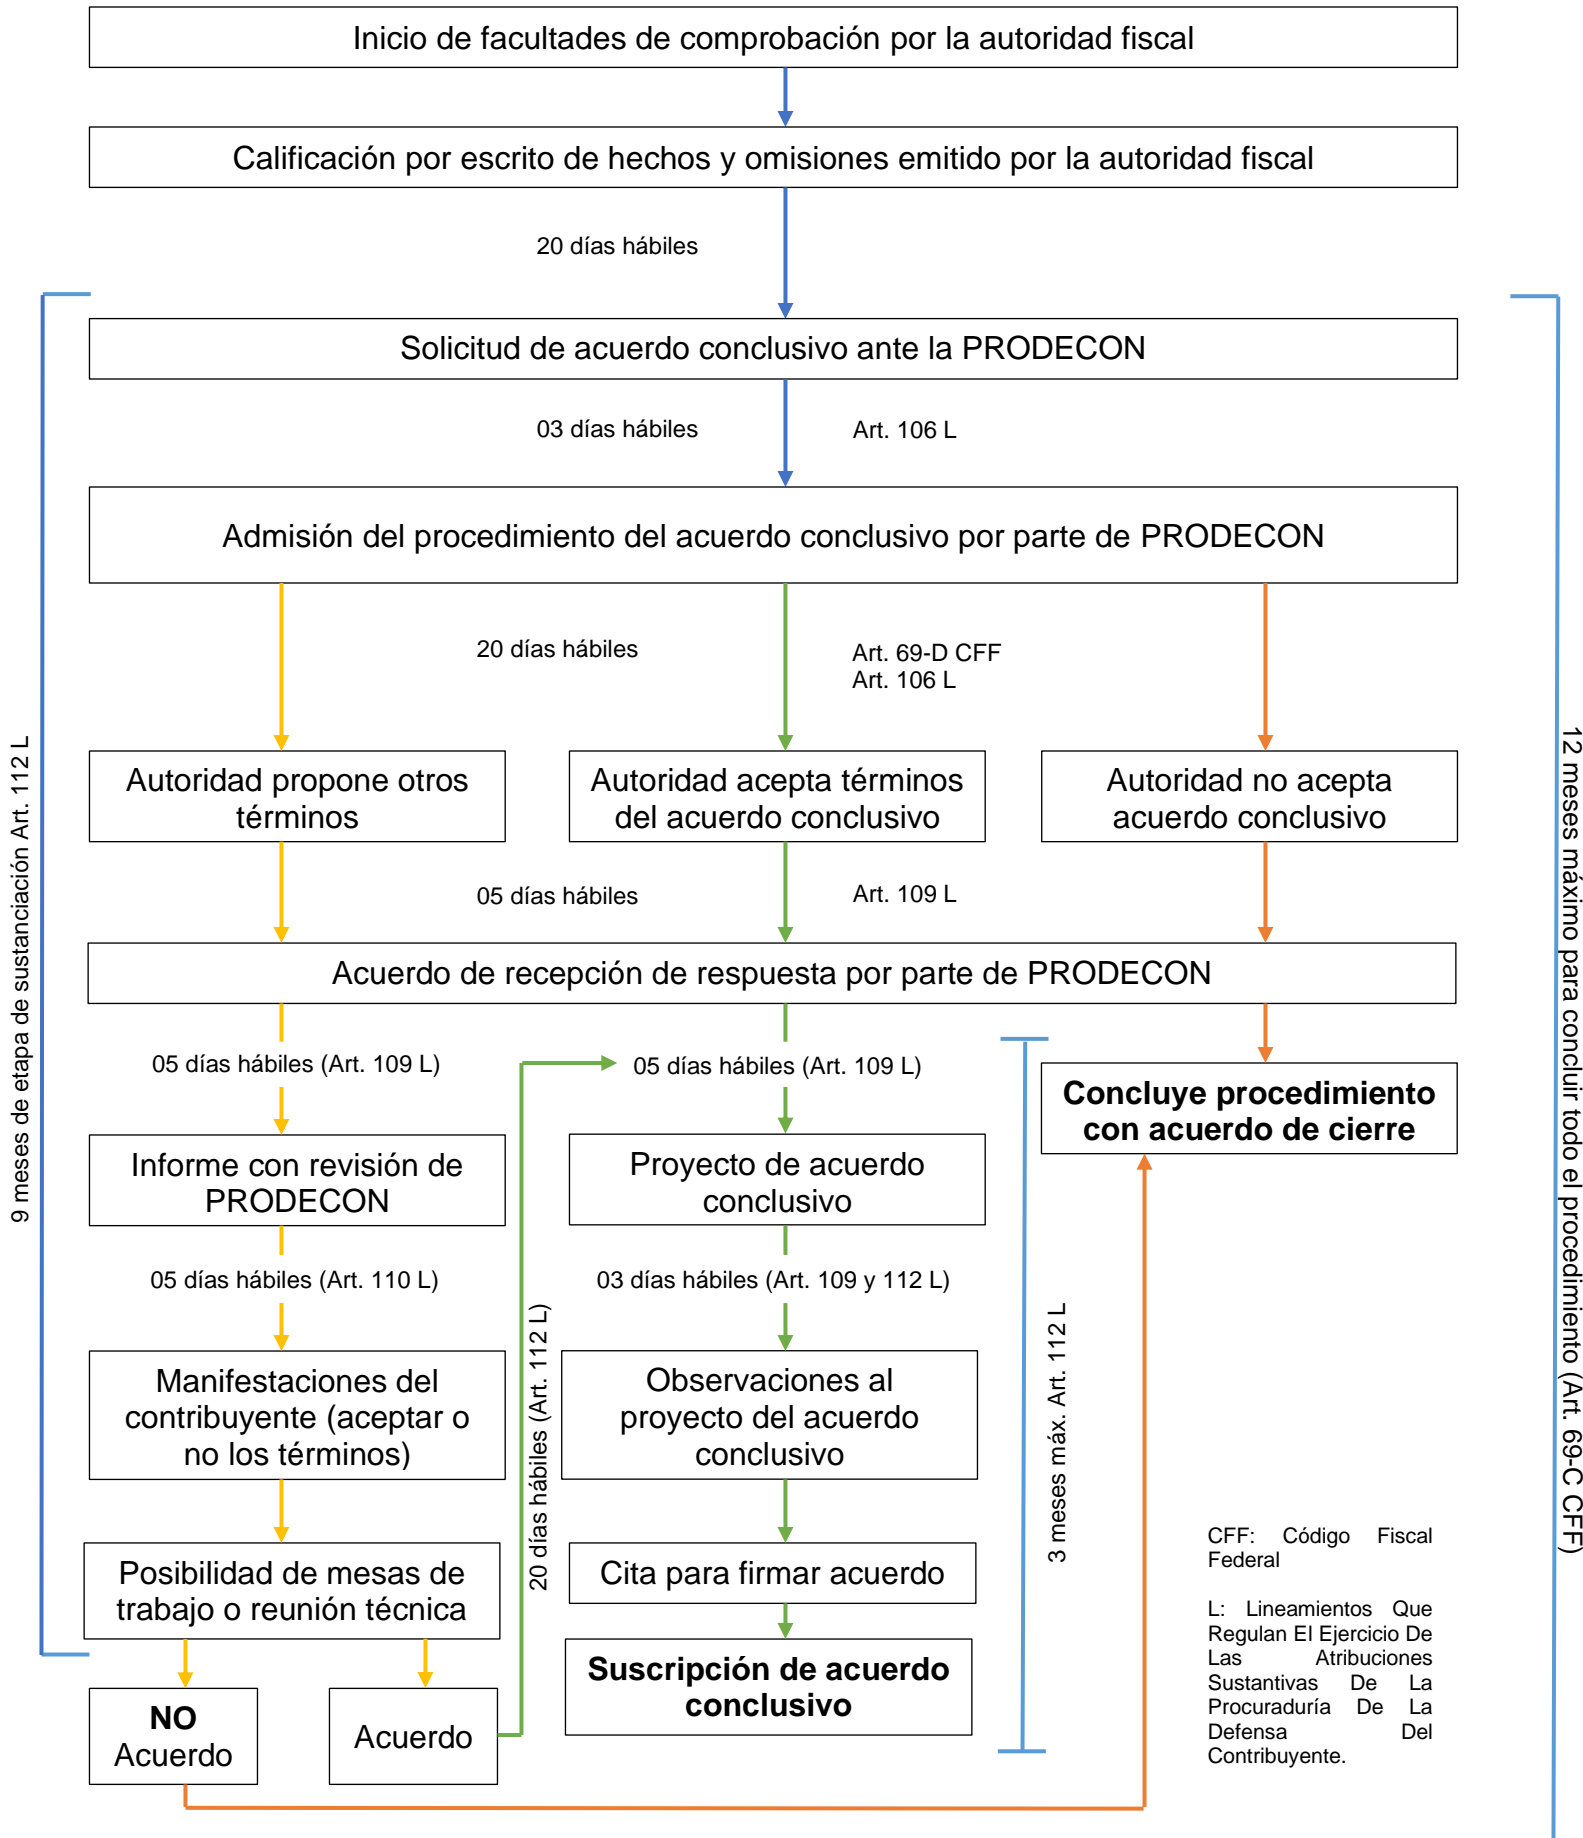 Inicio de facultades de comprobación por la autoridad fiscal
Calificación por escrito de hechos y omisiones emitido por la autoridad fiscal
20 días hábiles
Solicitud de acuerdo conclusivo ante la PRODECON
03 días hábiles
Art. 106 L
Admisión del procedimiento del acuerdo conclusivo por parte de PRODECON
20 días hábiles
Art. 69-D CFF
Art. 106 L
Autoridad propone otros
términos
Autoridad acepta términos
del acuerdo conclusivo
Autoridad no acepta
acuerdo conclusivo
05 días hábiles
Art. 109 L
Acuerdo de recepción de respuesta por parte de PRODECON
05 días hábiles (Art. 109 L)
Informe con revisión de
PRODECON
05 días hábiles (Art. 110 L)
Manifestaciones del
contribuyente (aceptar o
no los términos)
Posibilidad de mesas de
trabajo o reunión técnica
NO
Acuerdo
Acuerdo
20 días hábiles (Art. 112 L)
05 días hábiles (Art. 109 L)
Proyecto de acuerdo
conclusivo
03 días hábiles (Art. 109 y 112 L)
Observaciones al
proyecto del acuerdo
conclusivo
Cita para firmar acuerdo
Suscripción de acuerdo
conclusivo
3 meses máx. Art. 112 L
Concluye procedimiento
con acuerdo de cierre
9 meses de etapa de sustanciación Art. 112 L
12 meses máximo para concluir todo el procedimiento (Art. 69-C CFF)
CFF: Código Fiscal
Federal
L: Lineamientos Que
Regulan El Ejercicio De
Las Atribuciones
Sustantivas De La
Procuraduría De La
Defensa Del
Contribuyente.